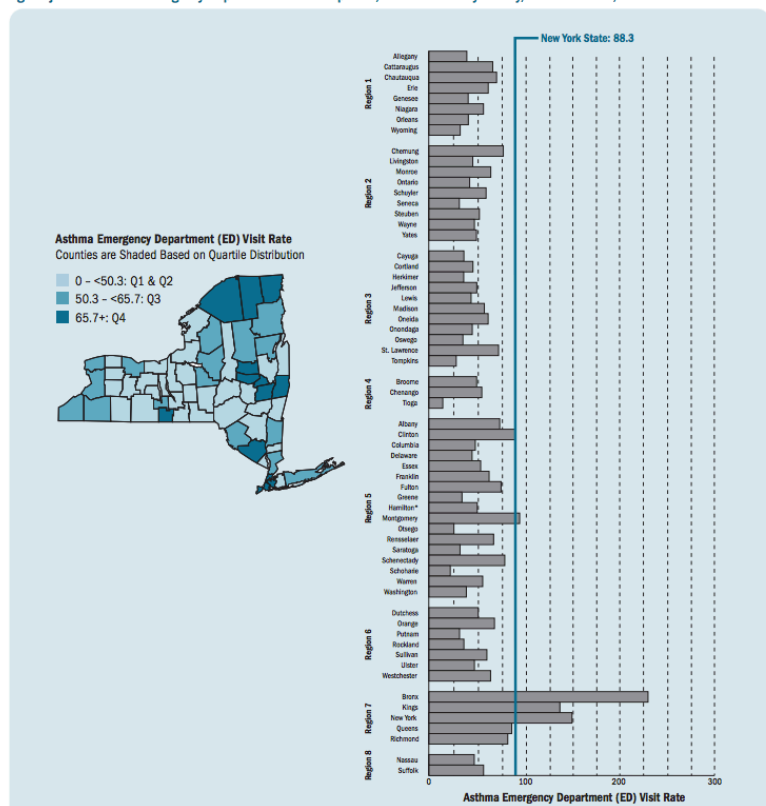 New York State: 88.3
Region 1
Allegany
Cattaraugus
Chautauqua
Erie
Genesee
Niagara
Orleans
Wyoming
Region 2
Chemung
Livingston
Monroe
Ontario
Schuyler
Seneca
Steuben
Wayne
Yates
Asthma Emergency Department (ED) Visit Rate
Counties are Shaded Based on Quartile Distribution
0 – <50.3: Q1 & Q2
50.3 – <65.7: Q3
65.7+: Q4
Region 3
Cayuga
Cortland
Herkimer
Jefferson
Lewis
Madison
Oneida
Onondaga
Oswego
St. Lawrence
Tompkins
Region 4
Broome
Chenango
Tioga
Region 5
Albany
Clinton
Columbia
Delaware
Essex
Franklin
Fulton
Greene
Hamilton*
Montgomery
Otsego
Rensselaer
Saratoga
Schenectady
Schoharie
Warren
Washington
Region 6
Dutchess
Orange
Putnam
Rockland
Sullivan
Ulster
Westchester
Region 7
Bronx
Kings
New York
Queens
Richmond
Region 8
Nassau
Suffolk
0 100 200 300
Asthma Emergency Department (ED) Visit Rate